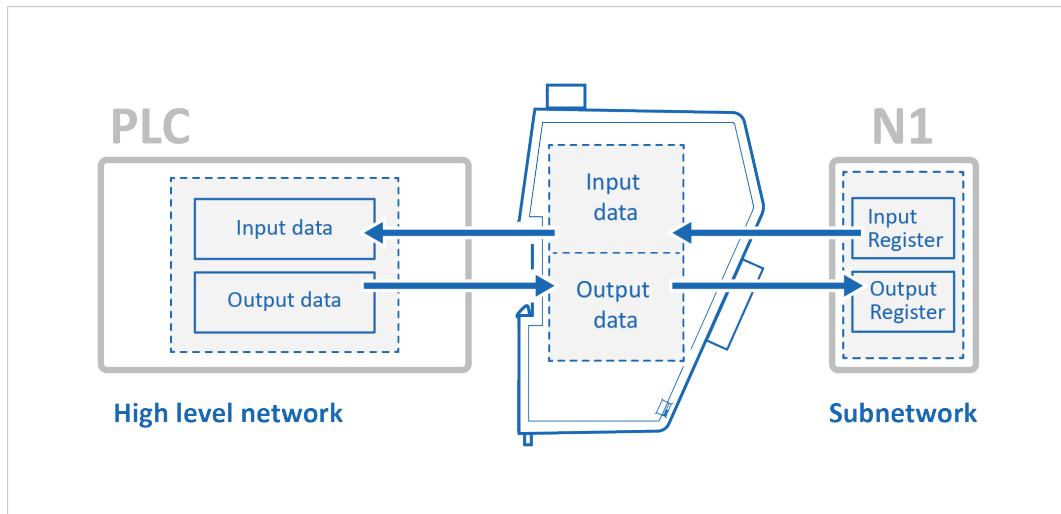 PLC
N1
Input data
Output data
Input
data
Output
data
Input
Register
Output
Register
High level network
Subnetwork